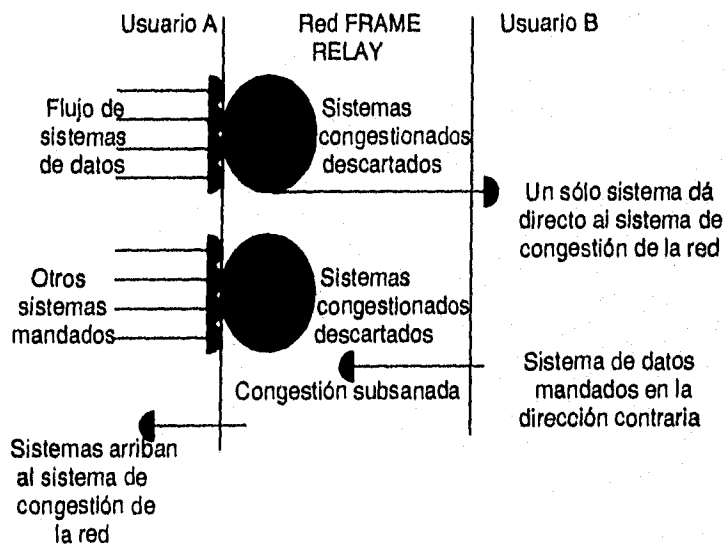 Usuario A
Red FRAME
RELAY
Usuario B
Flujo de
sistemas
de datos
Sistemas
congestionados
descartados
Un sólo sistema dá
directo al sistema de
congestión de la red
Otros
sistemas
mandados
Sistemas
congestionados
descartados
Congestión subsanada
Sistema de datos
mandados en la
dirección contraria
Sistemas arriban
al sistema de
congestión de
la red